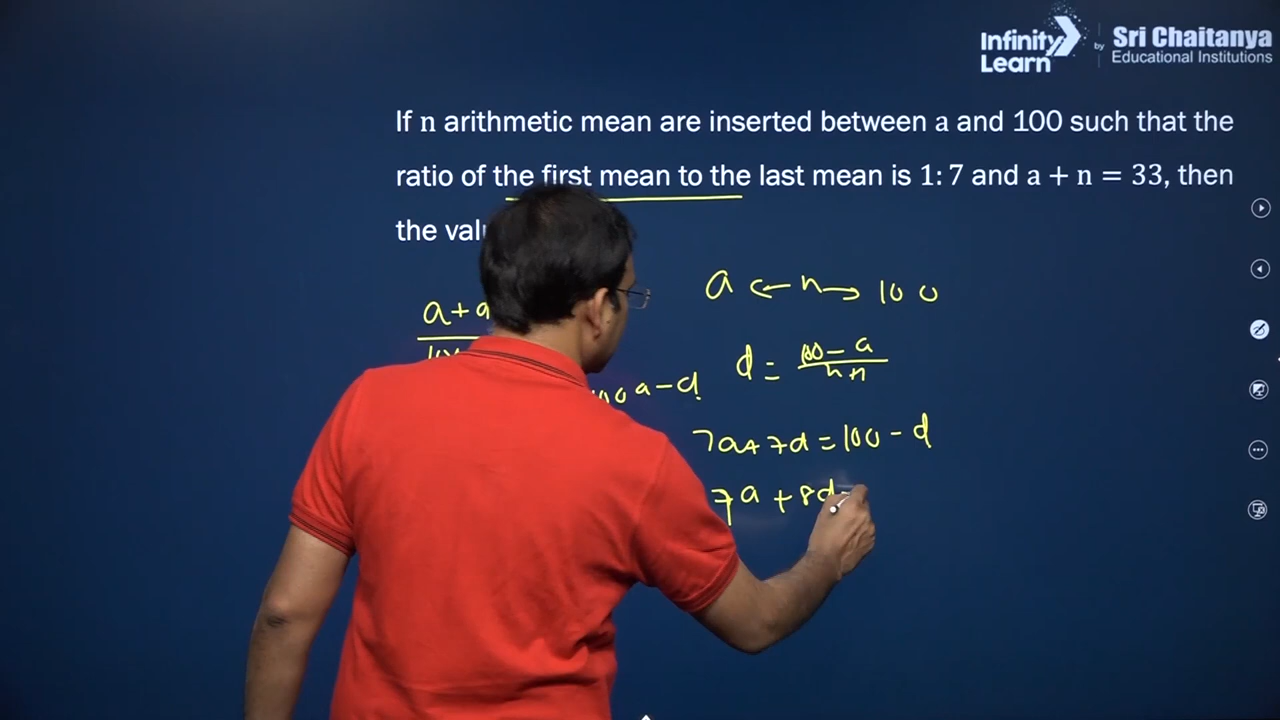 Infinity Learn by Sri Chaitanya Educational Institutions
If n arithmetic mean are inserted between a and 100 such that the
ratio of the first mean to the last mean is 1: 7 and a + n = 33, then
the
a ← n → 100
a +
d = 100 - a
a - d
7a + 7d = 100 - d
7a + 8d